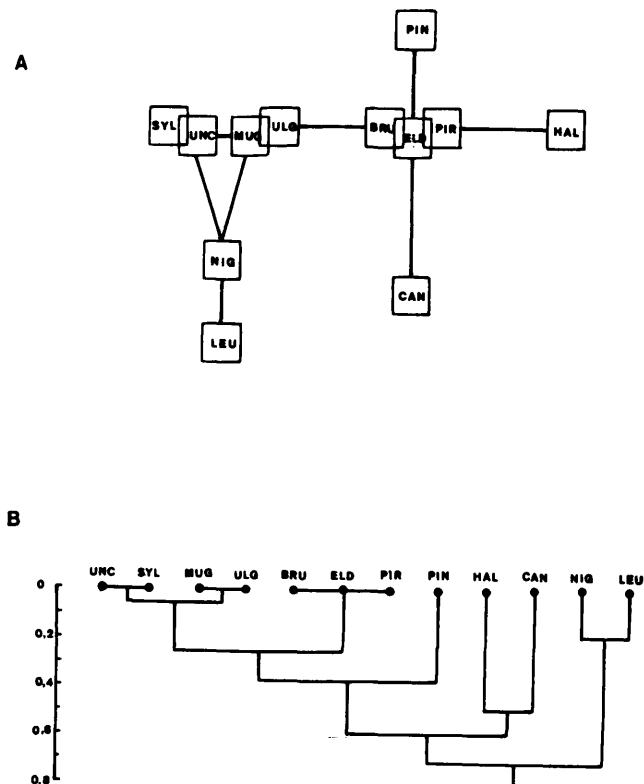 A
PIN
SYL UNC MUG ULG BRU ELD PIR HAL
NIG
CAN
LEU
B
UNC SYL MUG ULG BRU ELD PIR PIN HAL CAN NIG LEU
0
0,2
0,4
0,6
0,8